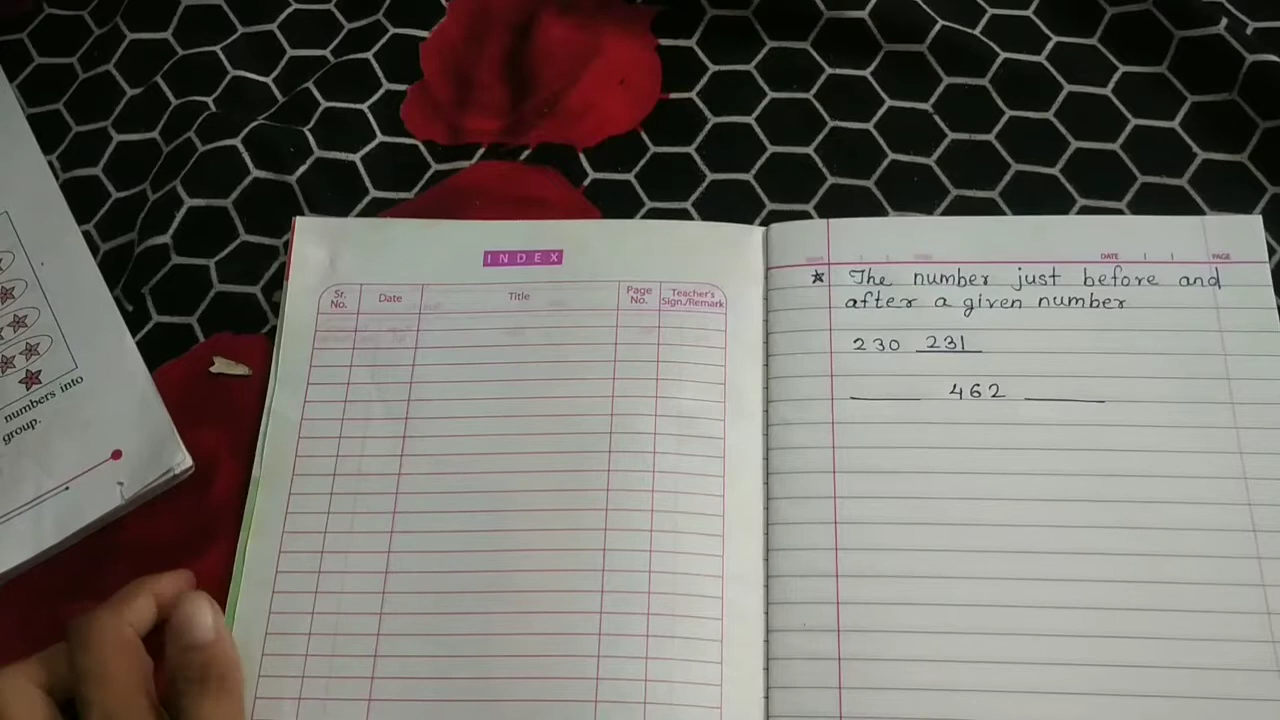 numbers into
group.
INDEX
Sr. No. Date Title Page No. Teacher's Sign./Remark
DATE PAGE
★ The number just before and
after a given number
230 231
462